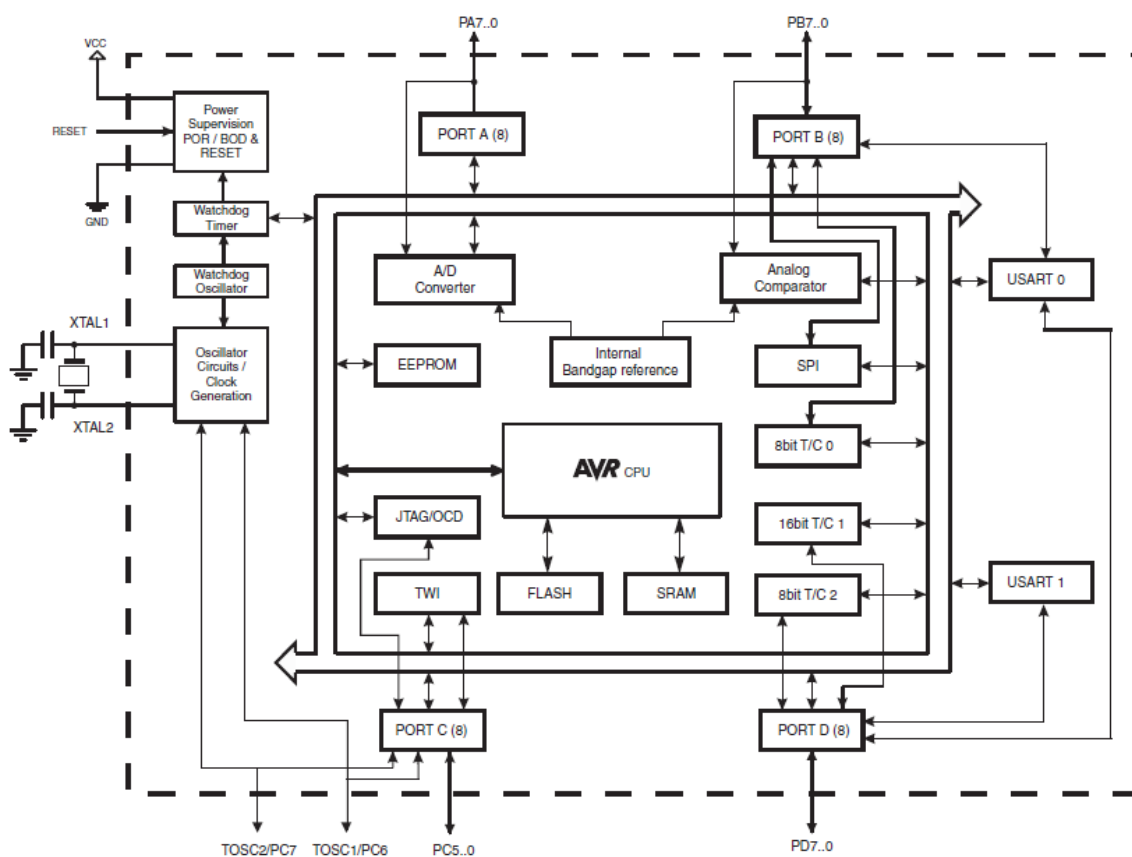 PA7..0
PB7..0
VCC
Power
Supervision
POR / BOD &
RESET
RESET
PORT A (8)
PORT B (8)
GND
Watchdog
Timer
Watchdog
Oscillator
A/D
Converter
Analog
Comparator
USART 0
XTAL1
Oscillator
Circuits /
Clock
Generation
XTAL2
EEPROM
Internal
Bandgap reference
SPI
8bit T/C 0
AVR CPU
JTAG/OCD
16bit T/C 1
TWI
FLASH
SRAM
8bit T/C 2
USART 1
PORT C (8)
PORT D (8)
TOSC2/PC7
TOSC1/PC6
PC5..0
PD7..0